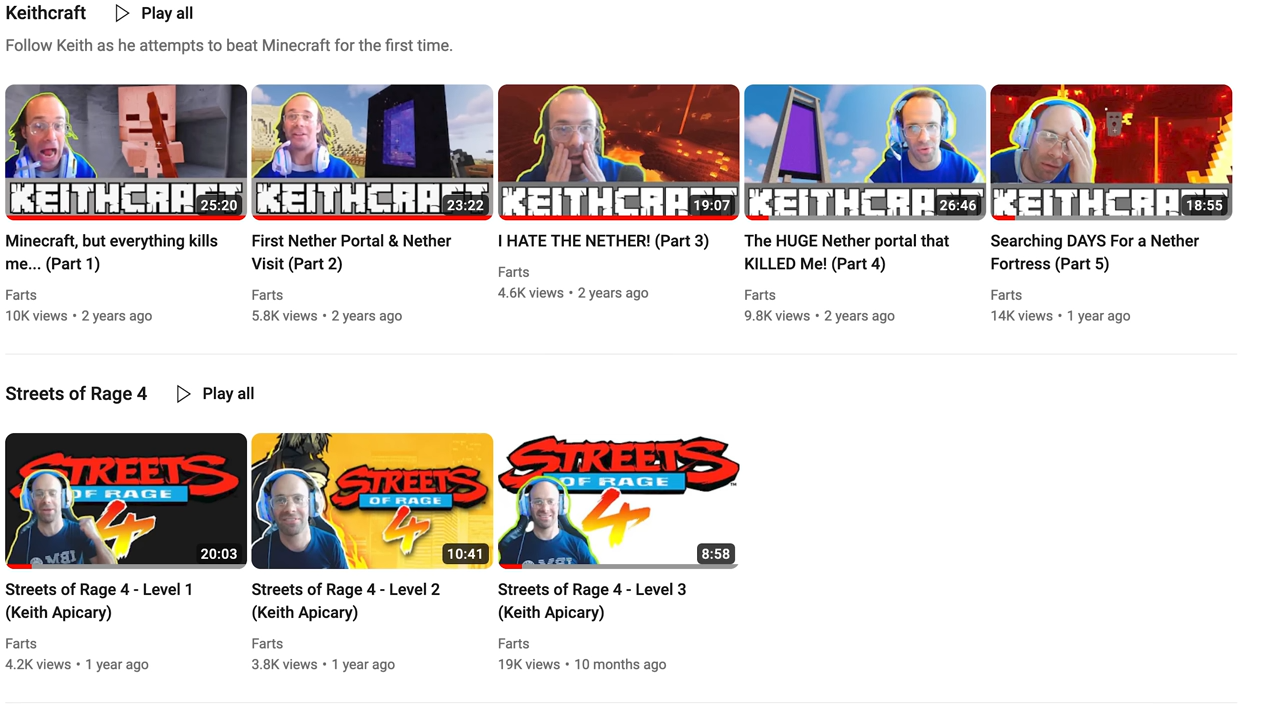 Keithcraft Play all
Follow Keith as he attempts to beat Minecraft for the first time.
KEITHCRAFT 25:20
KEITHCRAFT 23:22
KEITHCRAFT 19:07
KEITHCRA 26:46
KEITHCRA 18:55
Minecraft, but everything kills
me... (Part 1)
Farts
10K views • 2 years ago
First Nether Portal & Nether
Visit (Part 2)
Farts
5.8K views • 2 years ago
I HATE THE NETHER! (Part 3)
Farts
4.6K views • 2 years ago
The HUGE Nether portal that
KILLED Me! (Part 4)
Farts
9.8K views • 2 years ago
Searching DAYS For a Nether
Fortress (Part 5)
Farts
14K views • 1 year ago
Streets of Rage 4 Play all
STREETS
OF RAGE
4
IBM
20:03
STREETS
OF RAGE
4
10:41
STREETS
OF RAGE
4
TM
IBM
8:58
Streets of Rage 4 - Level 1
(Keith Apicary)
Farts
4.2K views • 1 year ago
Streets of Rage 4 - Level 2
(Keith Apicary)
Farts
3.8K views • 1 year ago
Streets of Rage 4 - Level 3
(Keith Apicary)
Farts
19K views • 10 months ago